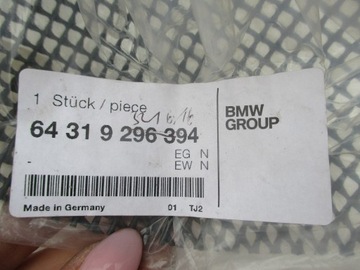 1 Stück / piece
BMW
GROUP
64 31 9 296 394
EG N
- EW N
Made in Germany 01 TJ2